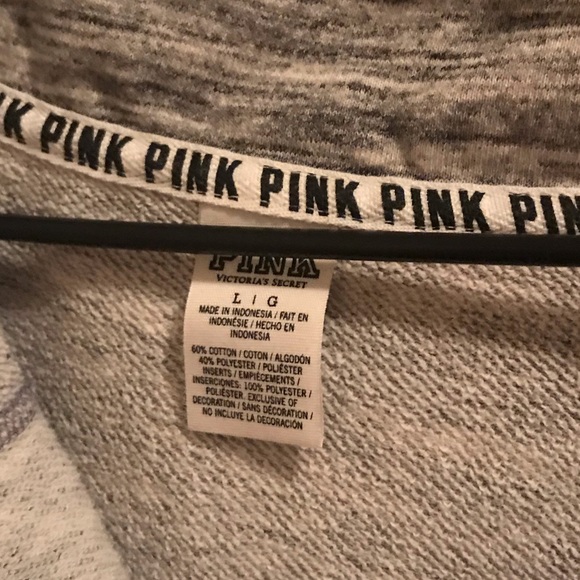 K PINK PINK PINK PINK PIN
PINK
VICTORIA'S SECRET
L | G
MADE IN INDONESIA / FAIT EN
INDONÉSIE / HECHO EN
INDONESIA
60% COTTON / COTON / ALGODÓN
40% POLYESTER / POLIÉSTER
INSERTS / EMPIÈCEMENTS /
INSERCIONES: 100% POLYESTER /
POLIÉSTER. EXCLUSIVE OF
DECORATION / SANS DÉCORATION /
NO INCLUYE LA DECORACIÓN